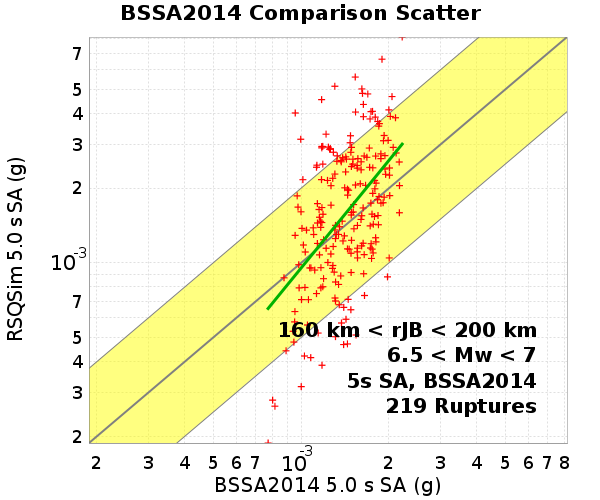 BSSA2014 Comparison Scatter
RSQSim 5.0 s SA (g)
7
5
4
3
2
10-3
7
5
4
3
2
160 km < rJB < 200 km
6.5 < Mw < 7
5s SA, BSSA2014
219 Ruptures
2 3 4 5 6 7 10-3 2 3 4 5 6 7 8
BSSA2014 5.0 s SA (g)